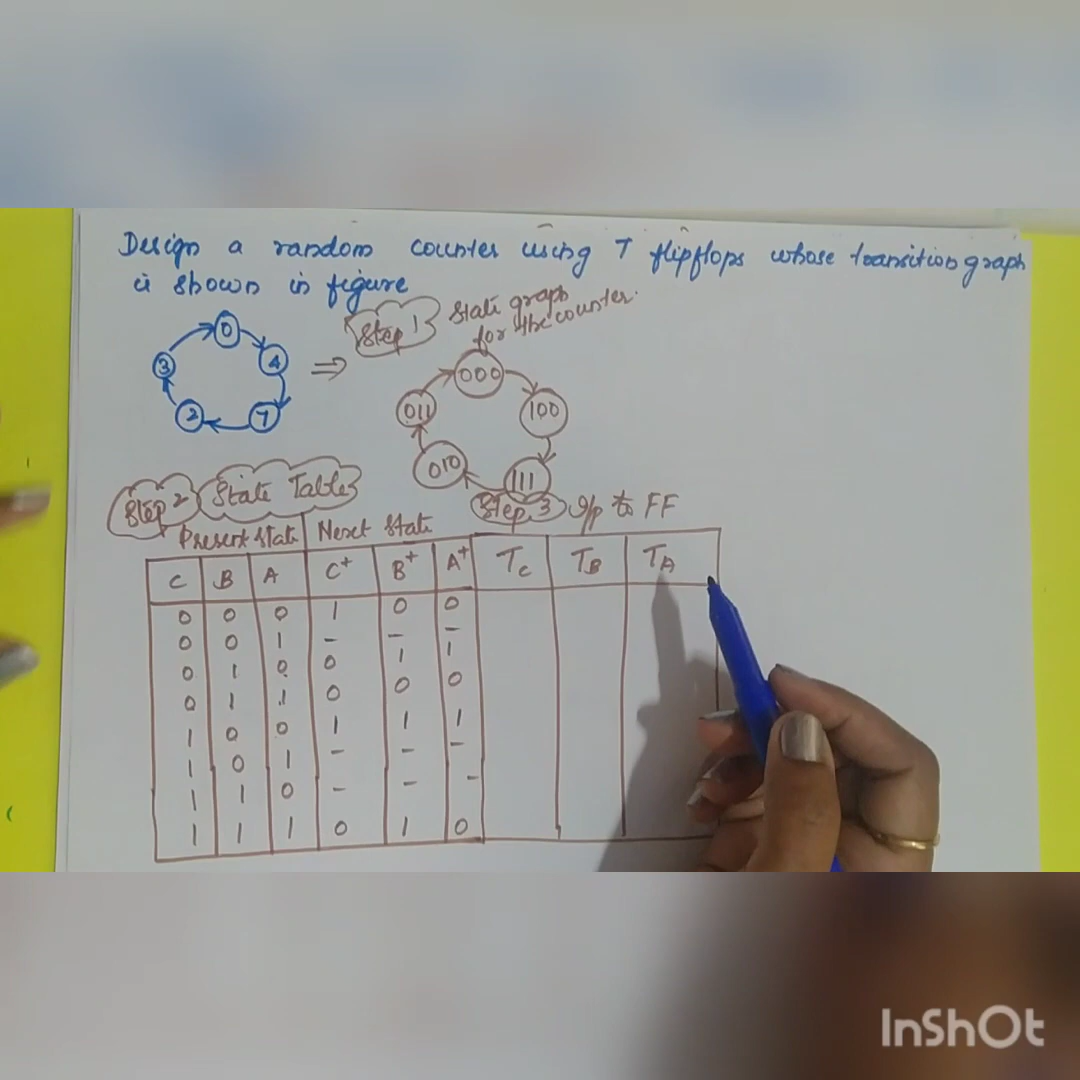 Design a random counter using T flipflops whose transition graph
is shown in figure
Step 1 State graph
for the counter.
0
3 4
2 7
⇒
000
011 100
010 111
Step 2 State Table
Step 3 i/p to FF
Present state Next state
C B A C+ B+ A+ TC TB TA
0 0 0 1 0 0
0 0 1 - - -
0 1 0 0 1 1
0 1 1 0 0 0
1 0 0 1 1 1
1 0 1 - - -
1 1 0 - - -
1 1 1 0 1 0
InShOt